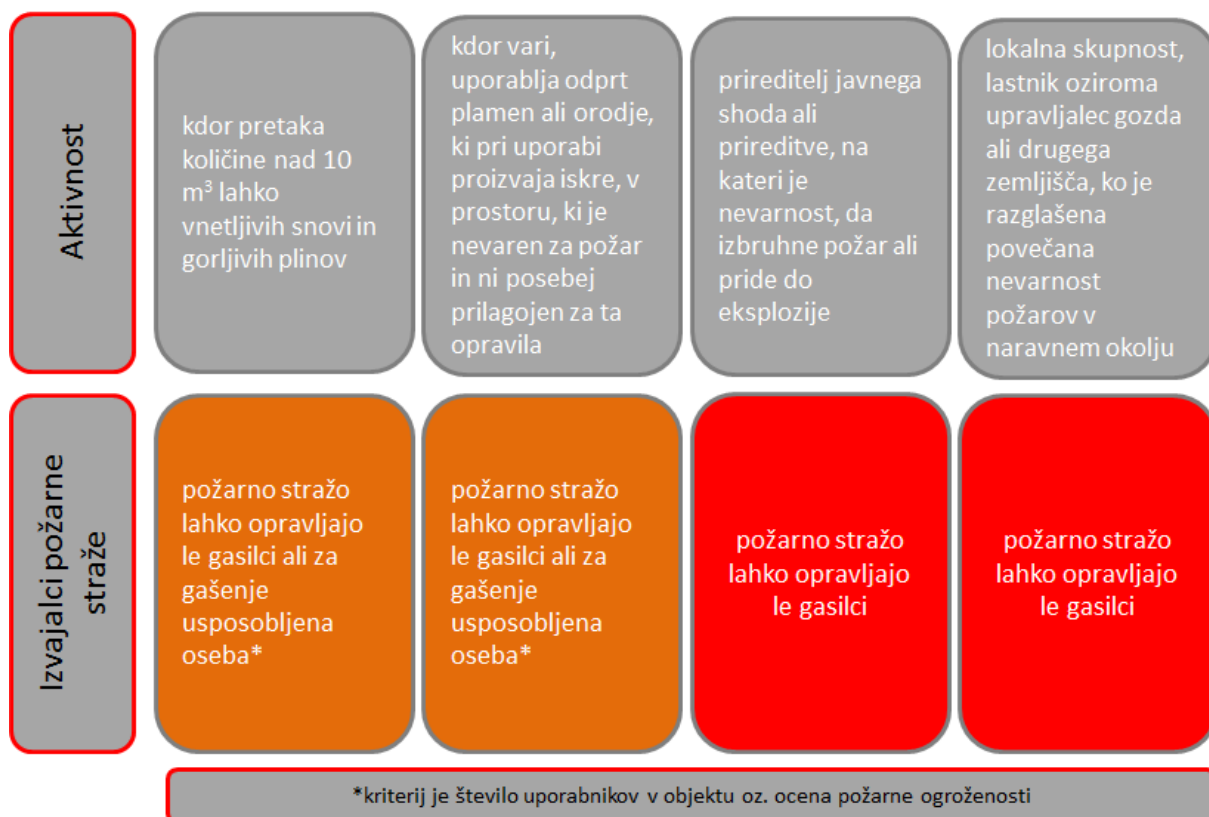 Aktivnost
kdor pretaka
količine nad 10
m³ lahko
vnetljivih snovi in
gorljivih plinov
kdor vari,
uporablja odprt
plamen ali orodje,
ki pri uporabi
proizvaja iskre, v
prostoru, ki je
nevaren za požar
in ni posebej
prilagojen za ta
opravila
prireditelj javnega
shoda ali
prireditve, na
kateri je
nevarnost, da
izbruhne požar ali
pride do
eksplozije
lokalna skupnost,
lastnik oziroma
upravljalec gozda
ali drugega
zemljišča, ko je
razglašena
povečana
nevarnost
požarov v
naravnem okolju
Izvajalci požarne
straže
požarno stražo
lahko opravljajo
le gasilci ali za
gašenje
usposobljena
oseba*
požarno stražo
lahko opravljajo
le gasilci ali za
gašenje
usposobljena
oseba*
požarno stražo
lahko opravljajo
le gasilci
požarno stražo
lahko opravljajo
le gasilci
*kriterij je število uporabnikov v objektu oz. ocena požarne ogroženosti